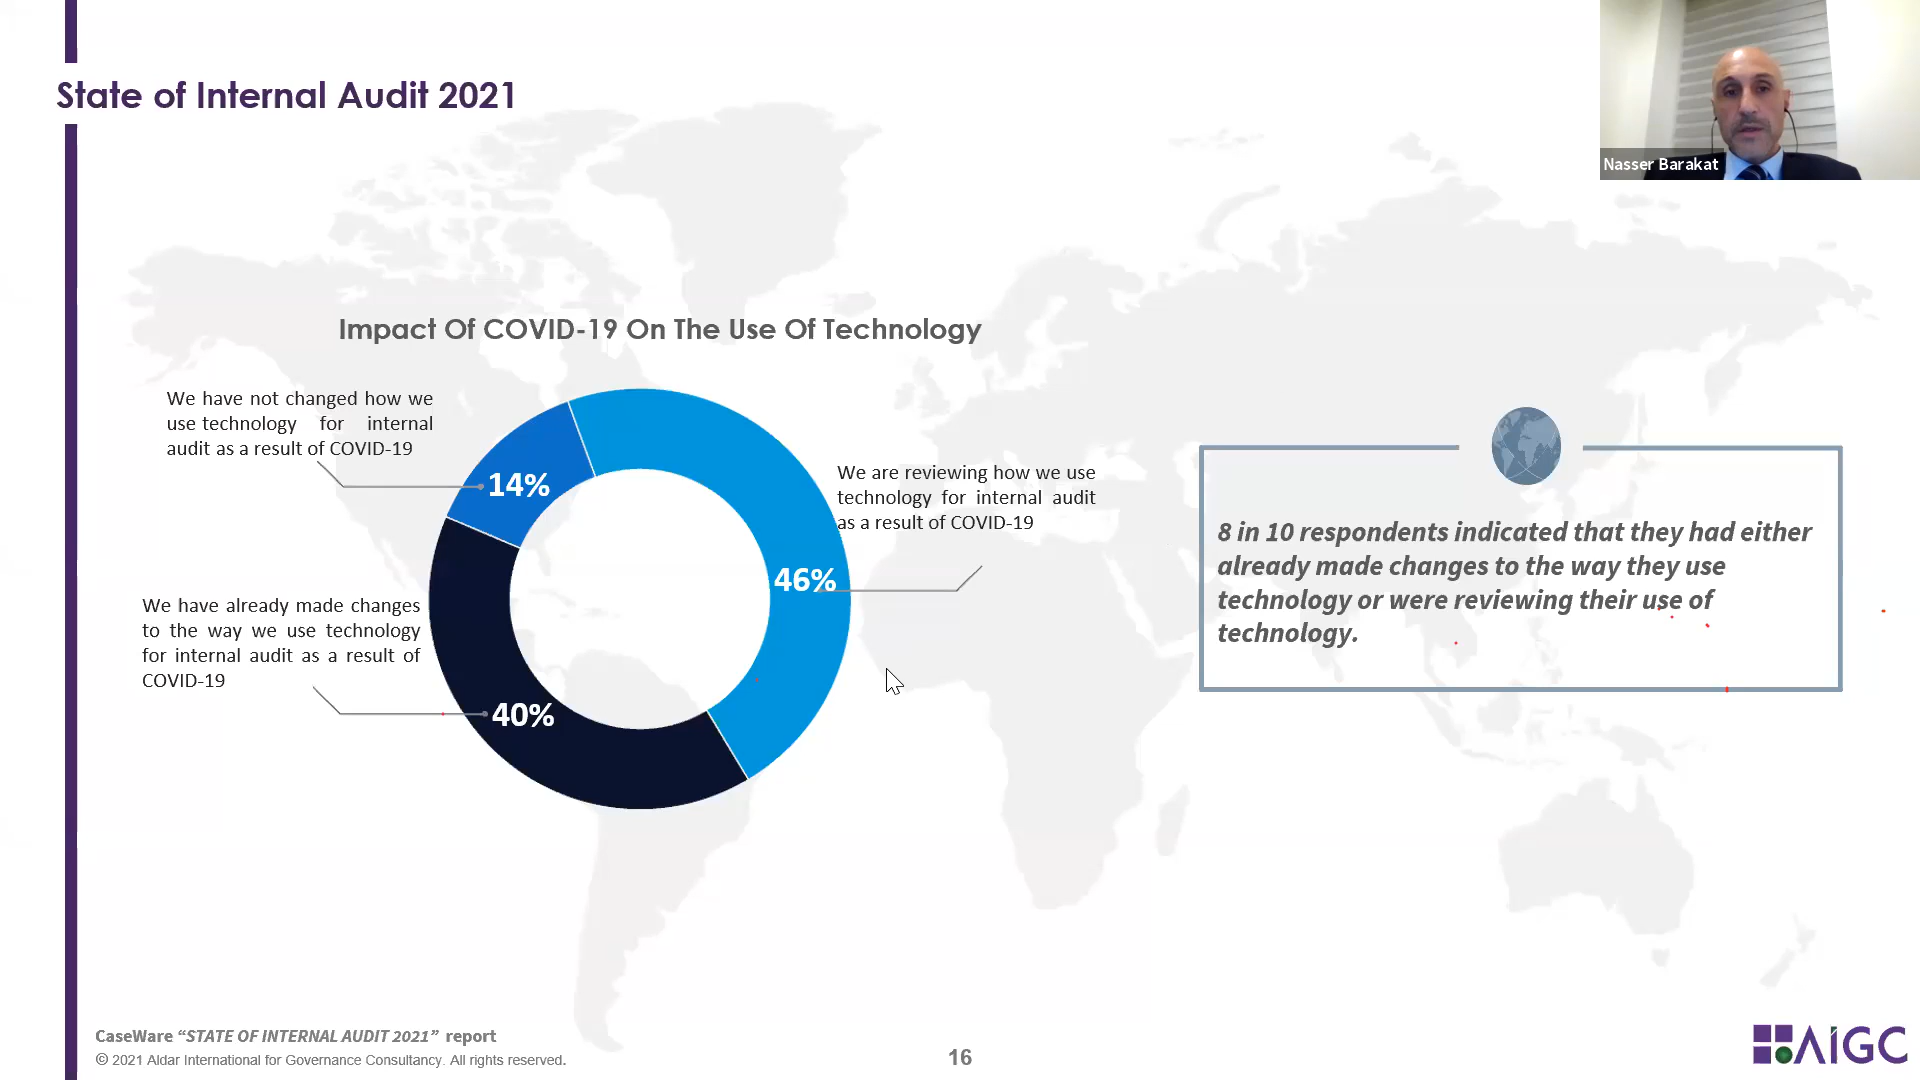 State of Internal Audit 2021
Nasser Barakat
Impact Of COVID-19 On The Use Of Technology
We have not changed how we
use technology for internal
audit as a result of COVID-19
14%
We are reviewing how we use
technology for internal audit
as a result of COVID-19
46%
We have already made changes
to the way we use technology
for internal audit as a result of
COVID-19
40%
8 in 10 respondents indicated that they had either
already made changes to the way they use
technology or were reviewing their use of
technology.
CaseWare “STATE OF INTERNAL AUDIT 2021” report
© 2021 Aldar International for Governance Consultancy. All rights reserved.
16
AIGC